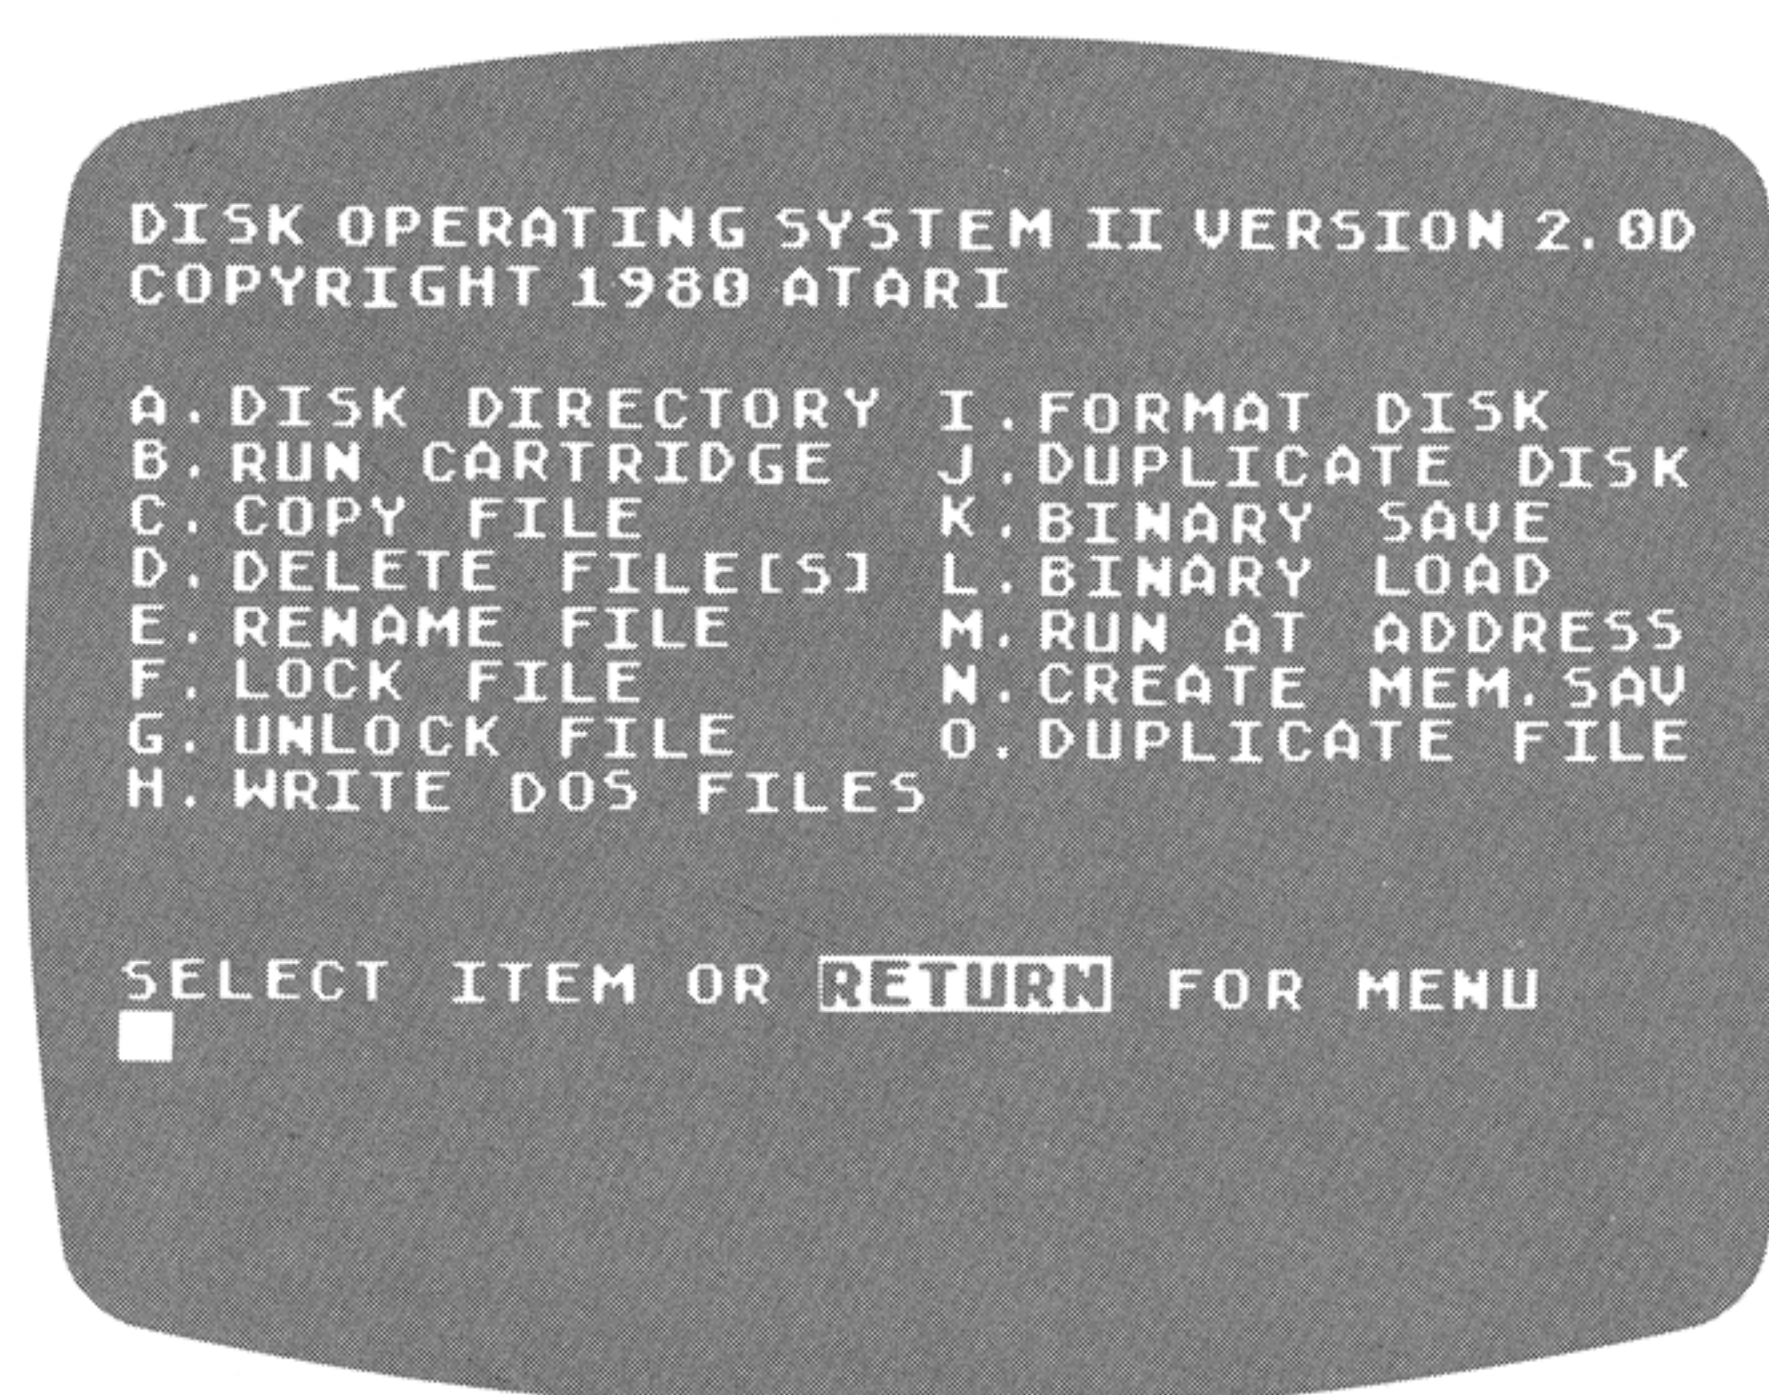 DISK OPERATING SYSTEM II VERSION 2.0D
COPYRIGHT 1980 ATARI
A. DISK DIRECTORY I. FORMAT DISK
B. RUN CARTRIDGE J. DUPLICATE DISK
C. COPY FILE K. BINARY SAVE
D. DELETE FILE[S] L. BINARY LOAD
E. RENAME FILE M. RUN AT ADDRESS
F. LOCK FILE N. CREATE MEM.SAV
G. UNLOCK FILE O. DUPLICATE FILE
H. WRITE DOS FILES
SELECT ITEM OR RETURN FOR MENU